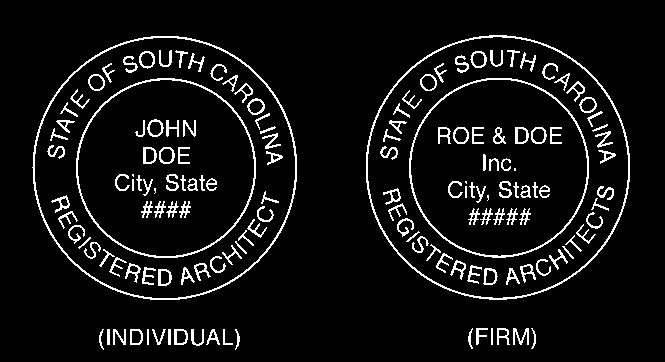 STATE OF SOUTH CAROLINA
JOHN
DOE
City, State
####
REGISTERED ARCHITECT
(INDIVIDUAL)
STATE OF SOUTH CAROLINA
ROE & DOE
Inc.
City, State
#####
REGISTERED ARCHITECTS
(FIRM)